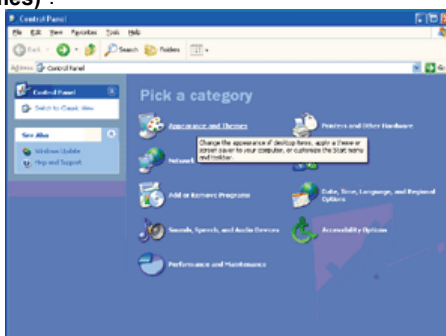 mes) :
Control Panel
File Edit View Favorites Tools Help
Back Search Folders
Address Control Panel Go
Control Panel
Switch to Classic View
See Also
Windows Update
Help and Support
Pick a category
Appearance and Themes
Printers and Other Hardware
Change the appearance of desktop items, apply a theme or
screen saver to your computer, or customize the Start menu
and taskbar.
Network
Add or Remove Programs
Date, Time, Language, and Regional
Options
Sounds, Speech, and Audio Devices
Accessibility Options
Performance and Maintenance